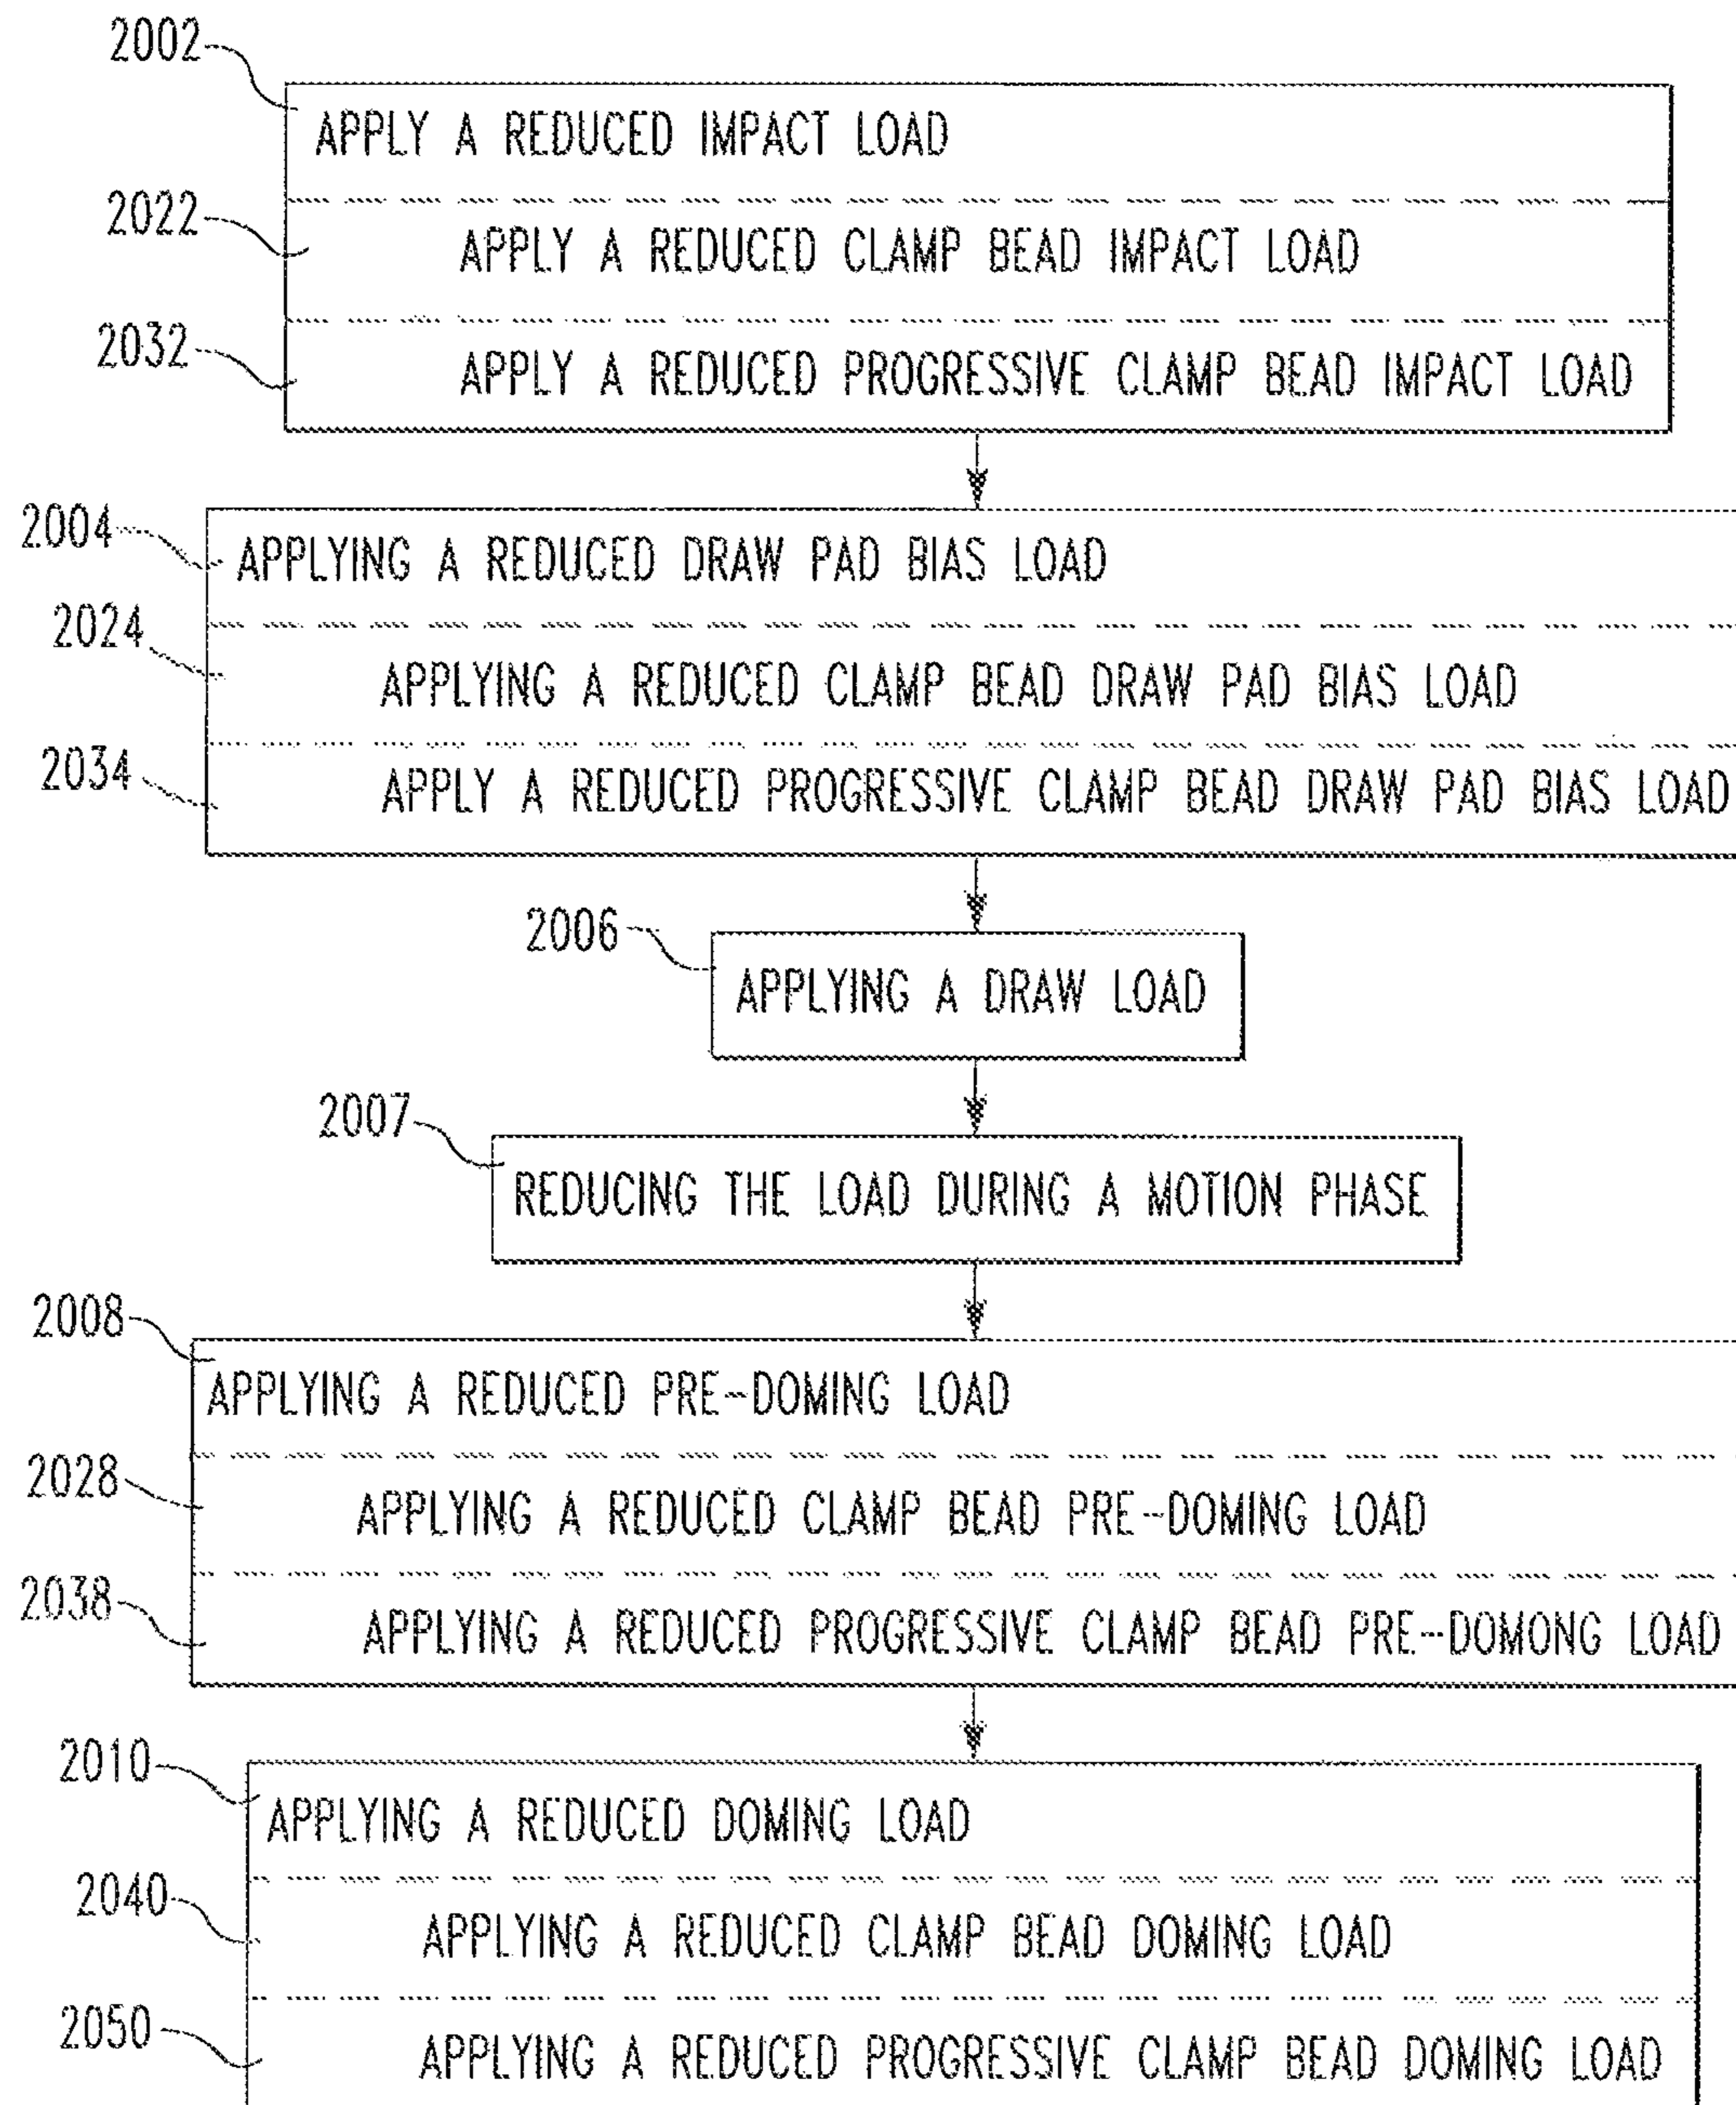 2002
APPLY A REDUCED IMPACT LOAD
2022
APPLY A REDUCED CLAMP BEAD IMPACT LOAD
2032
APPLY A REDUCED PROGRESSIVE CLAMP BEAD IMPACT LOAD
2004
APPLYING A REDUCED DRAW PAD BIAS LOAD
2024
APPLYING A REDUCED CLAMP BEAD DRAW PAD BIAS LOAD
2034
APPLY A REDUCED PROGRESSIVE CLAMP BEAD DRAW PAD BIAS LOAD
2006
APPLYING A DRAW LOAD
2007
REDUCING THE LOAD DURING A MOTION PHASE
2008
APPLYING A REDUCED PRE-DOMING LOAD
2028
APPLYING A REDUCED CLAMP BEAD PRE-DOMING LOAD
2038
APPLYING A REDUCED PROGRESSIVE CLAMP BEAD PRE-DOMONG LOAD
2010
APPLYING A REDUCED DOMING LOAD
2040
APPLYING A REDUCED CLAMP BEAD DOMING LOAD
2050
APPLYING A REDUCED PROGRESSIVE CLAMP BEAD DOMING LOAD